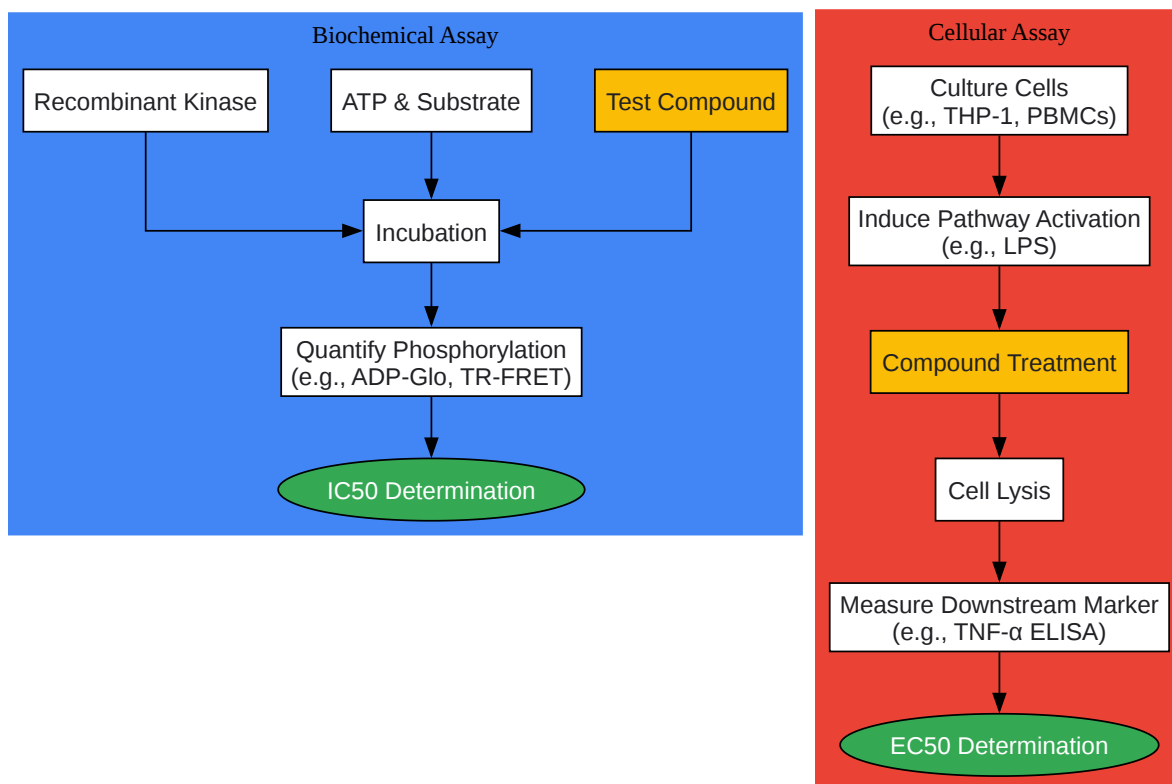 Biochemical Assay
Recombinant Kinase
ATP & Substrate
Test Compound
Incubation
Quantify Phosphorylation
(e.g., ADP-Glo, TR-FRET)
IC50 Determination
Cellular Assay
Culture Cells
(e.g., THP-1, PBMCs)
Induce Pathway Activation
(e.g., LPS)
Compound Treatment
Cell Lysis
Measure Downstream Marker
(e.g., TNF-α ELISA)
EC50 Determination